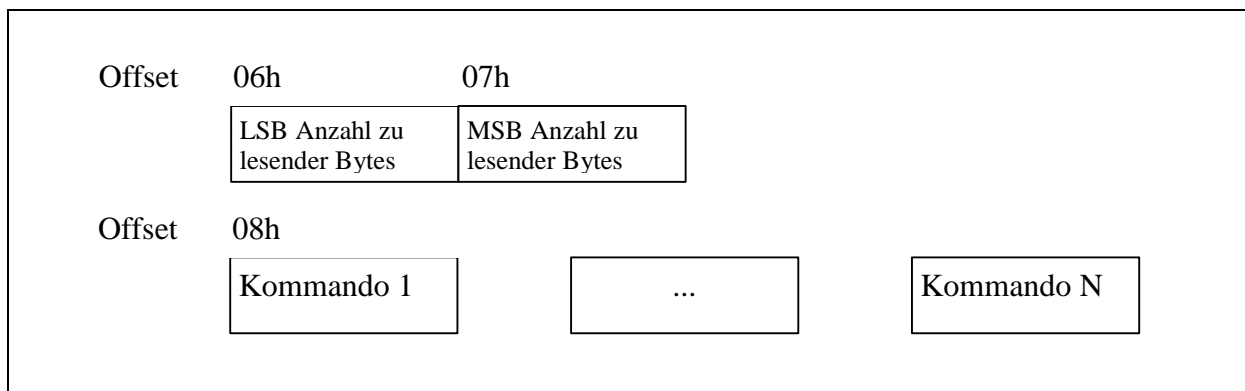 Offset 06h 07h
LSB Anzahl zu MSB Anzahl zu
lesender Bytes lesender Bytes
Offset 08h
Kommando 1 ... Kommando N